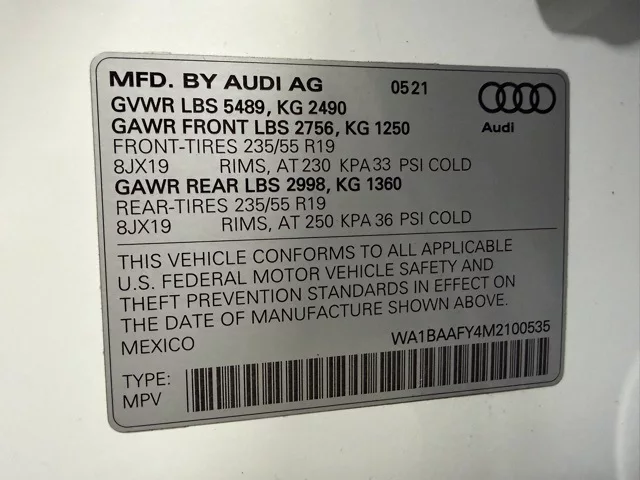 MFD. BY AUDI AG 05 21
GVWR LBS 5489, KG 2490
GAWR FRONT LBS 2756, KG 1250
Audi
FRONT-TIRES 235/55 R19
8JX19 RIMS, AT 230 KPA 33 PSI COLD
GAWR REAR LBS 2998, KG 1360
REAR-TIRES 235/55 R19
8JX19 RIMS, AT 250 KPA 36 PSI COLD
THIS VEHICLE CONFORMS TO ALL APPLICABLE
U.S. FEDERAL MOTOR VEHICLE SAFETY AND
THEFT PREVENTION STANDARDS IN EFFECT ON
THE DATE OF MANUFACTURE SHOWN ABOVE.
MEXICO WA1BAAFY4M2100535
TYPE:
MPV